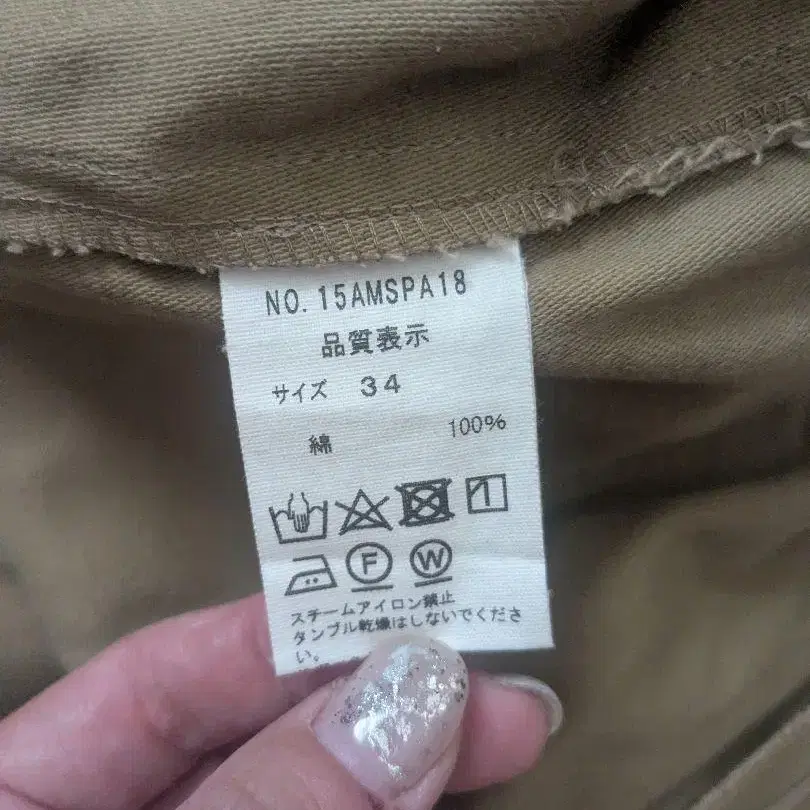 NO. 15AMSPA18
品質表示
サイズ 34
綿 100%
F W
スチームアイロン禁止
タンブル乾燥はしないでくださ
い。